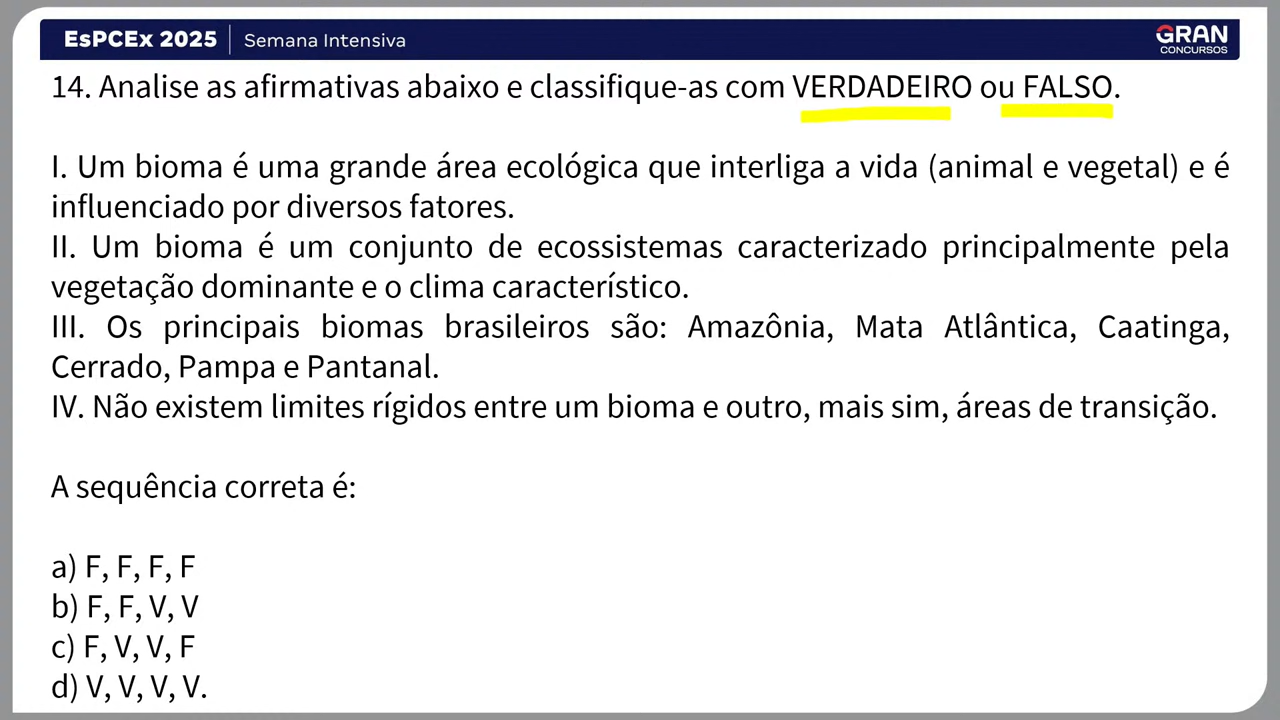 EsPCEx 2025 | Semana Intensiva
GRAN
CONCURSOS
14. Analise as afirmativas abaixo e classifique-as com VERDADEIRO ou FALSO.
I. Um bioma é uma grande área ecológica que interliga a vida (animal e vegetal) e é
influenciado por diversos fatores.
II. Um bioma é um conjunto de ecossistemas caracterizado principalmente pela
vegetação dominante e o clima característico.
III. Os principais biomas brasileiros são: Amazônia, Mata Atlântica, Caatinga,
Cerrado, Pampa e Pantanal.
IV. Não existem limites rígidos entre um bioma e outro, mais sim, áreas de transição.
A sequência correta é:
a) F, F, F, F
b) F, F, V, V
c) F, V, V, F
d) V, V, V, V.